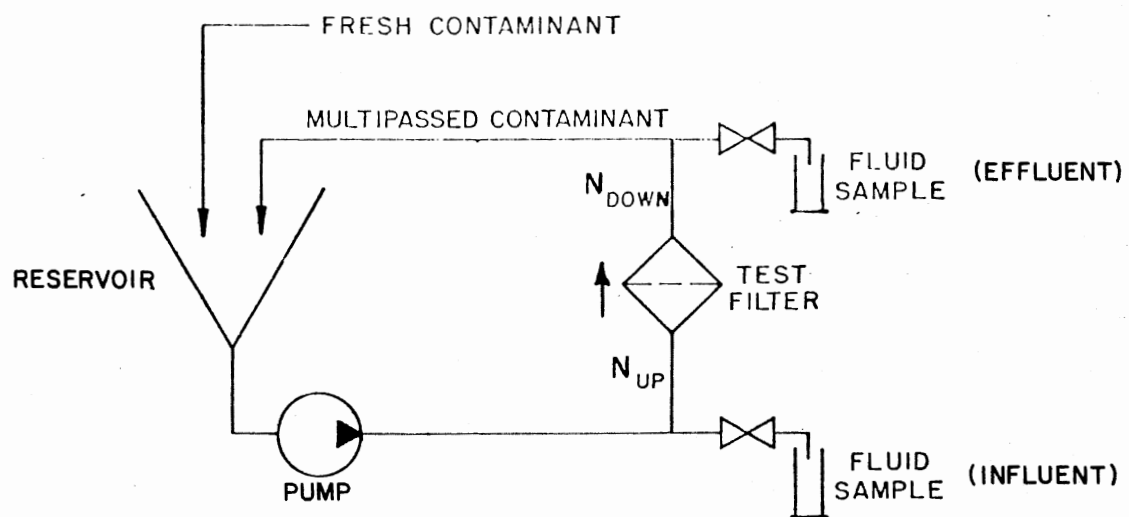 FRESH CONTAMINANT
MULTIPASSED CONTAMINANT
N DOWN
FLUID
SAMPLE
(EFFLUENT)
RESERVOIR
TEST
FILTER
N UP
PUMP
FLUID
SAMPLE
(INFLUENT)